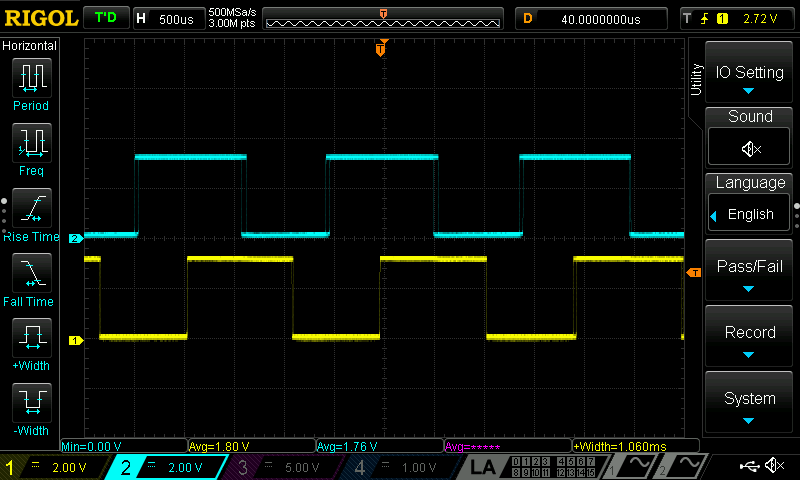 RIGOL T'D H 500us 500MSa/s 3.00M pts D 40.0000000us T 1 2.72 V
Horizontal
Period
Freq
Rise Time
Fall Time
+Width
-Width
T
2
1
T
Utility
IO Setting
Sound
Language
English
Pass/Fail
Record
System
Min=0.00 V Avg=1.80 V Avg=1.76 V Avg=***** +Width=1.060ms
1 2.00 V 2 2.00 V 3 5.00 V 4 1.00 V LA 0 1 2 3 4 5 6 7 1 2
8 9 10 11 12 13 14 15